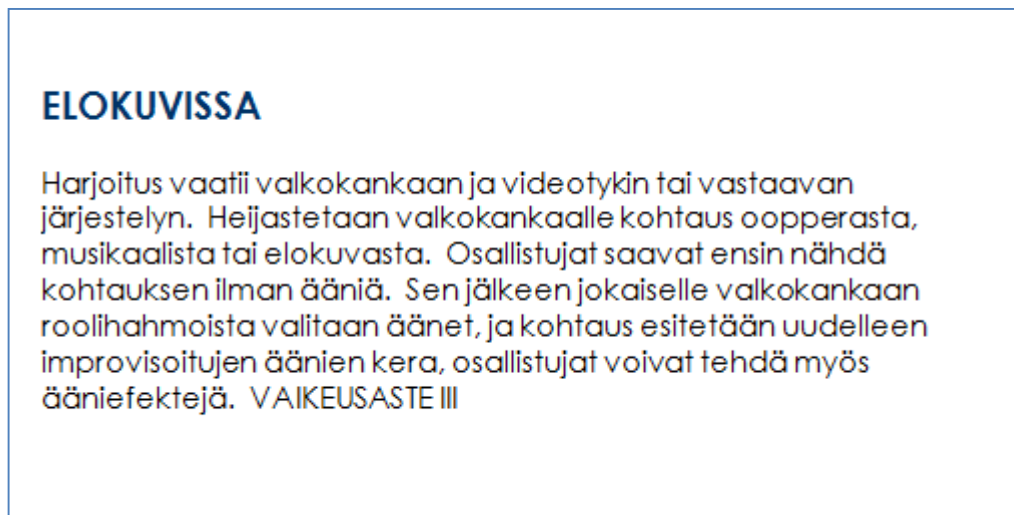 ELOKUVISSA
Harjoitus vaatii valkokankaan ja videotykin tai vastaavan
järjestelyn.  Heijastetaan valkokankaalle kohtaus oopperasta,
musikaalista tai elokuvasta.  Osallistujat saavat ensin nähdä
kohtauksen ilman ääniä.  Sen jälkeen jokaiselle valkokankaan
roolihahmoista valitaan äänet, ja kohtaus esitetään uudelleen
improvisoitujen äänien kera, osallistujat voivat tehdä myös
ääniefektejä.  VAIKEUSASTE III